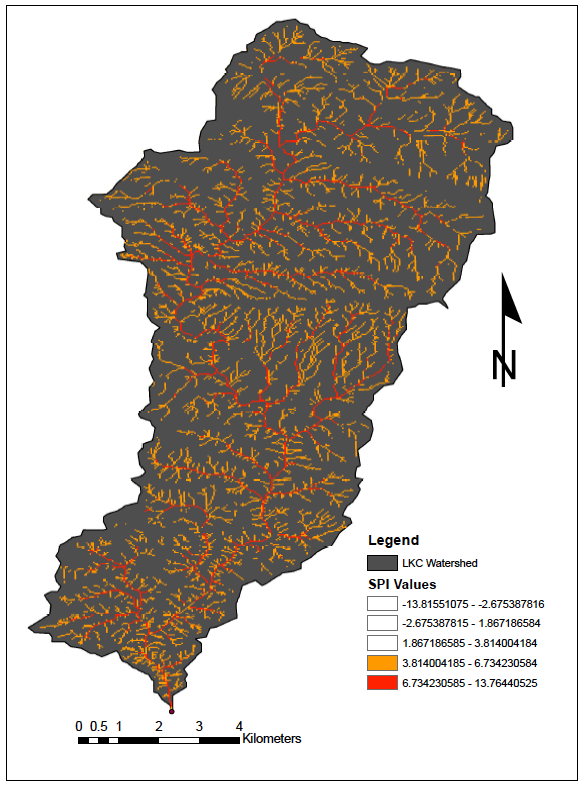 N
Legend
LKC Watershed
SPI Values
-13.81551075 - -2.675387816
-2.675387815 - 1.867186584
1.867186585 - 3.814004184
3.814004185 - 6.734230584
6.734230585 - 13.76440525
0 0.5 1 2 3 4
Kilometers